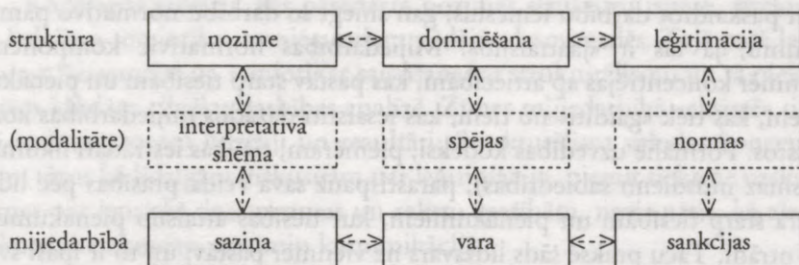 struktūra nozīme dominēšana leģitimācija
(modalitāte) interpretatīvā shēma spējas normas
mijiedarbība saziņa vara sankcijas